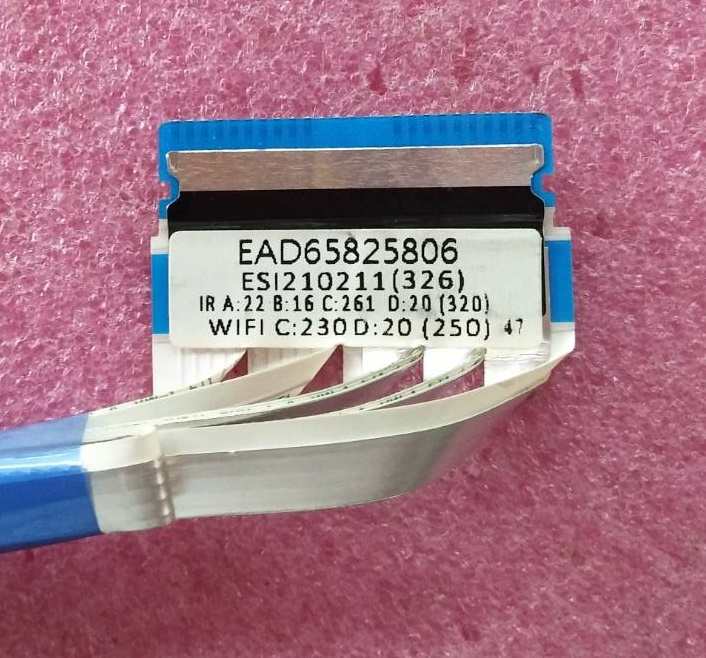 EAD65825806
ESI210211(326)
IR A:22 B:16 C:261 D:20 (320)
WIFI C:230 D:20 (250) 47